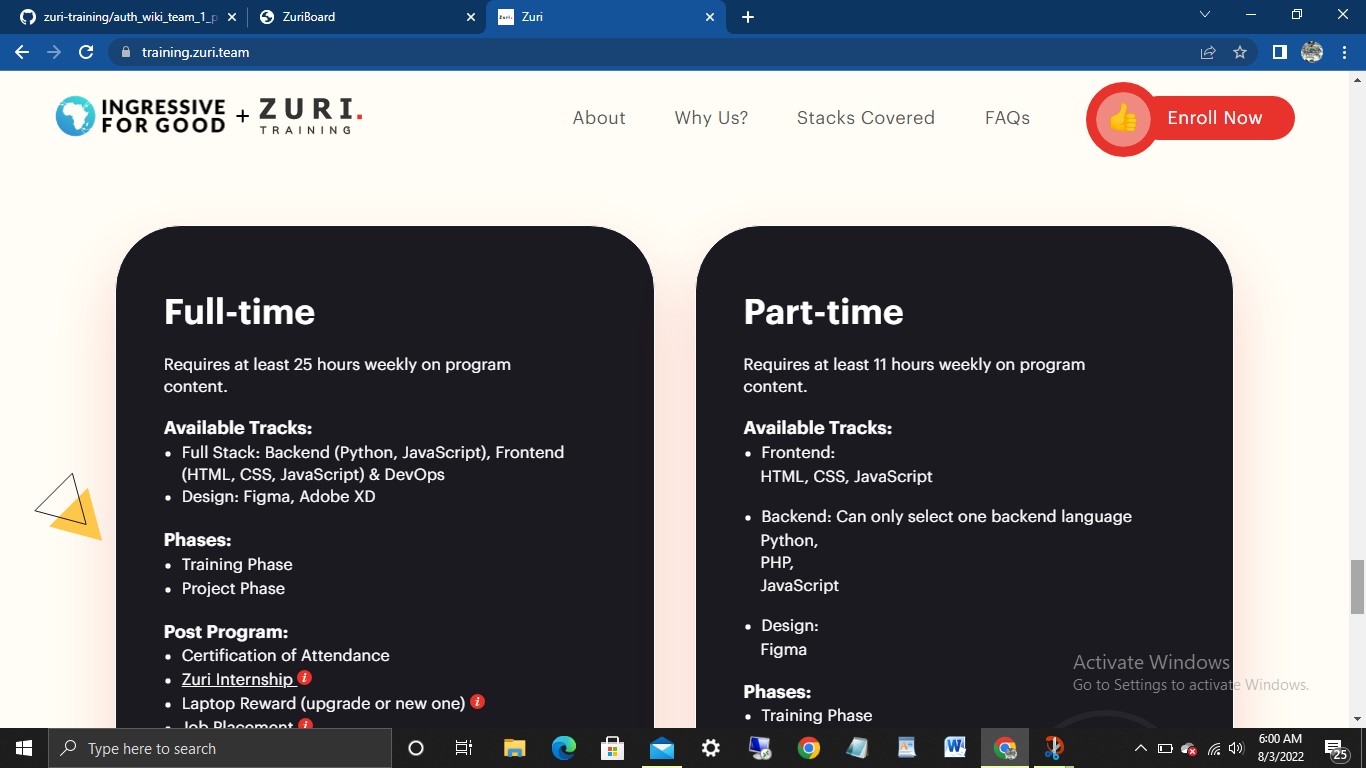 zuri-training/auth_wiki_team_1_p
ZuriBoard
Zuri
training.zuri.team
INGRESSIVE
FOR GOOD
+
ZURI.
TRAINING
About
Why Us?
Stacks Covered
FAQs
Enroll Now
Full-time
Requires at least 25 hours weekly on program
content.
Available Tracks:
Full Stack: Backend (Python, JavaScript), Frontend
(HTML, CSS, JavaScript) & DevOps
Design: Figma, Adobe XD
Phases:
Training Phase
Project Phase
Post Program:
Certification of Attendance
Zuri Internship i
Laptop Reward (upgrade or new one) i
Job Placement i
Part-time
Requires at least 11 hours weekly on program
content.
Available Tracks:
Frontend:
HTML, CSS, JavaScript
Backend: Can only select one backend language
Python,
PHP,
JavaScript
Design:
Figma
Phases:
Training Phase
Activate Windows
Go to Settings to activate Windows.
Type here to search
6:00 AM
8/3/2022
25